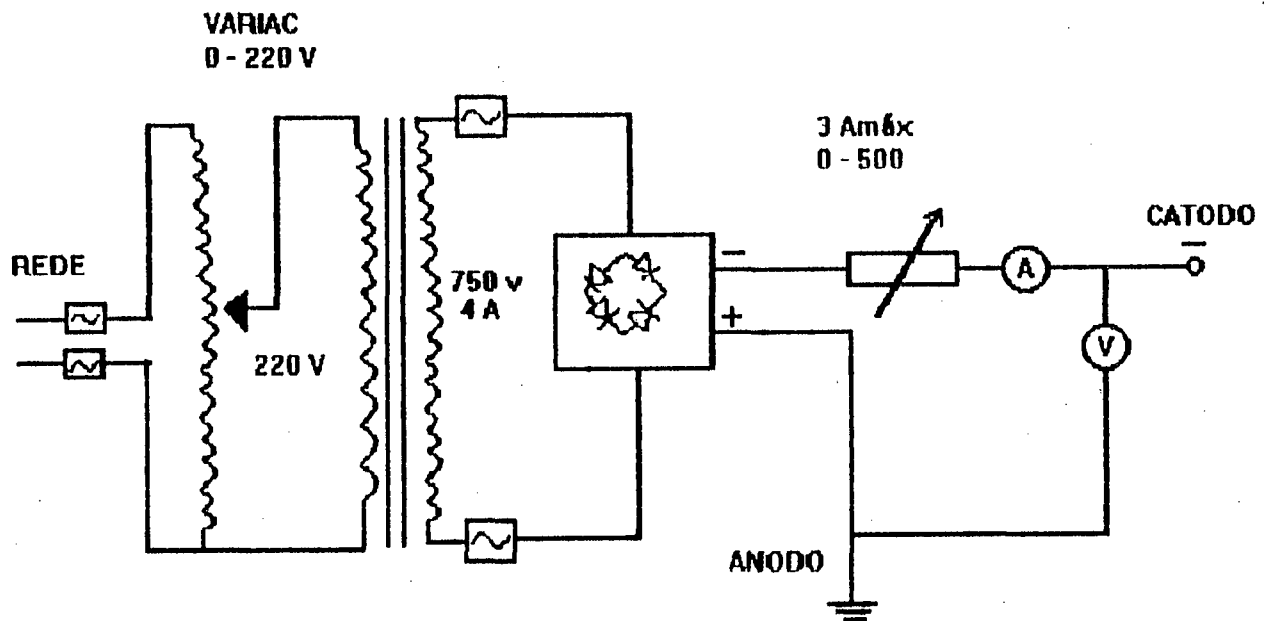 VARIAC
0 - 220 V
3 Amáx
0 - 500
CATODO
−
REDE
750 v
4 A
−
A
+
V
220 V
ANODO